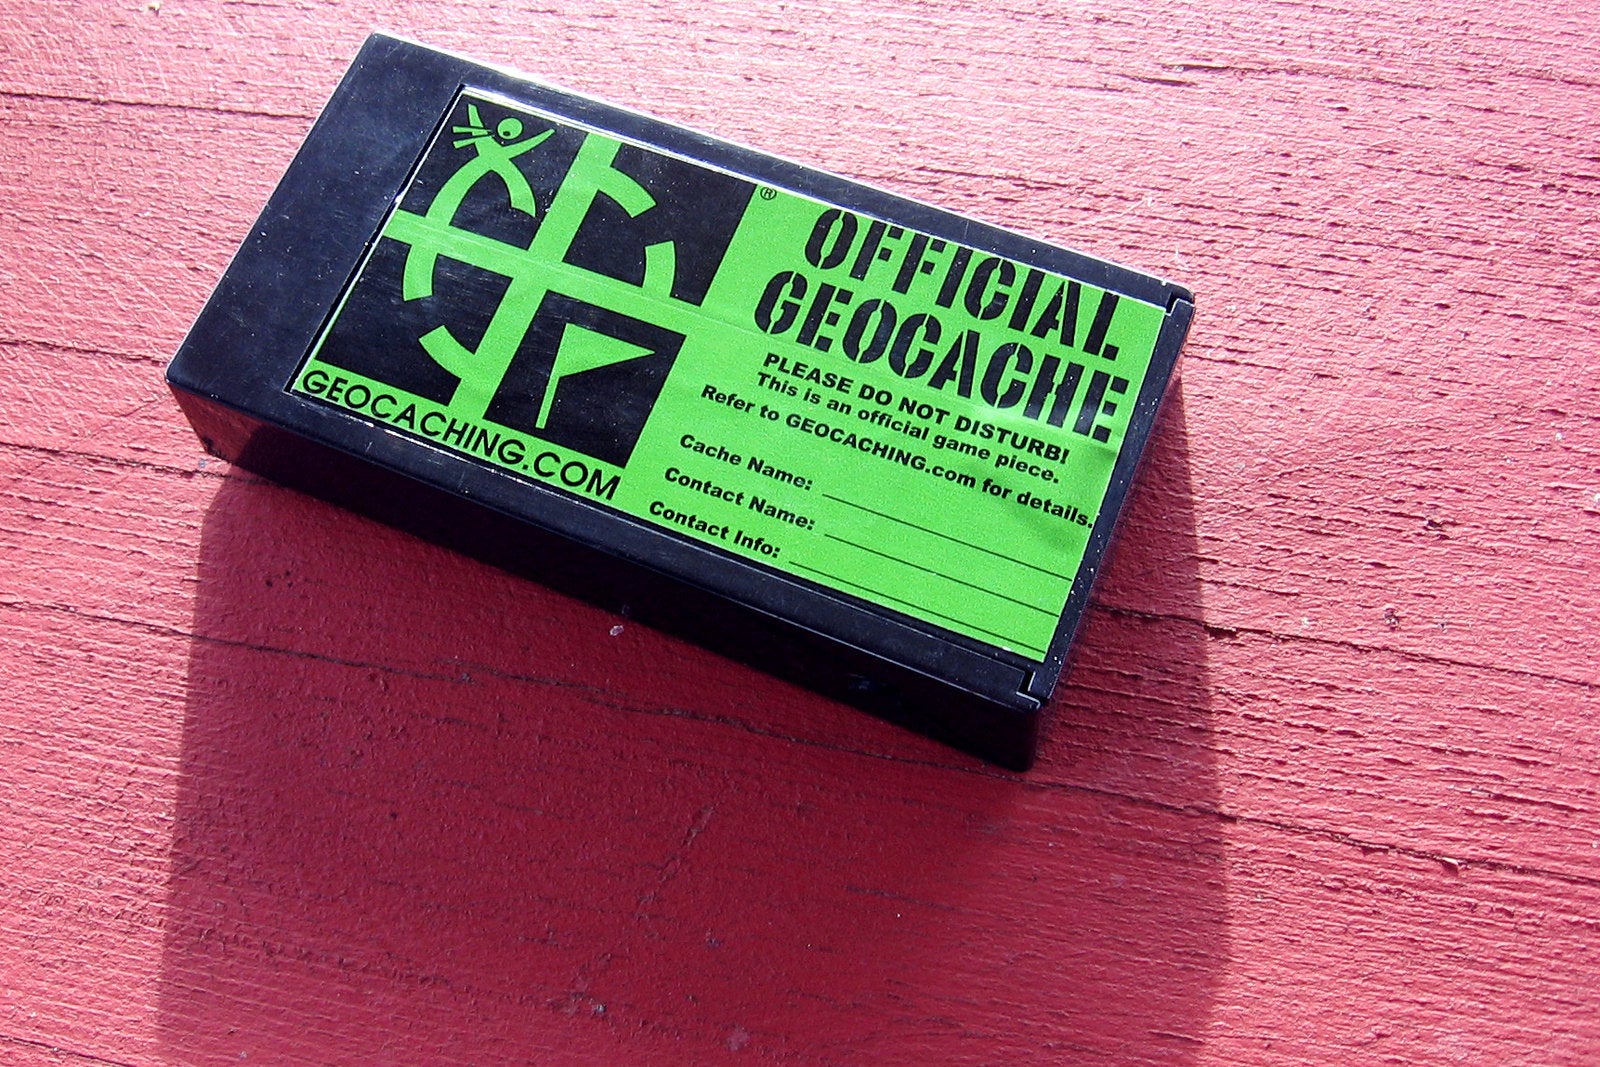 GEOCACHING.COM
®
OFFICIAL
GEOCACHE
PLEASE DO NOT DISTURB!
This is an official game piece.
Refer to GEOCACHING.com for details.
Cache Name:
Contact Name:
Contact Info: